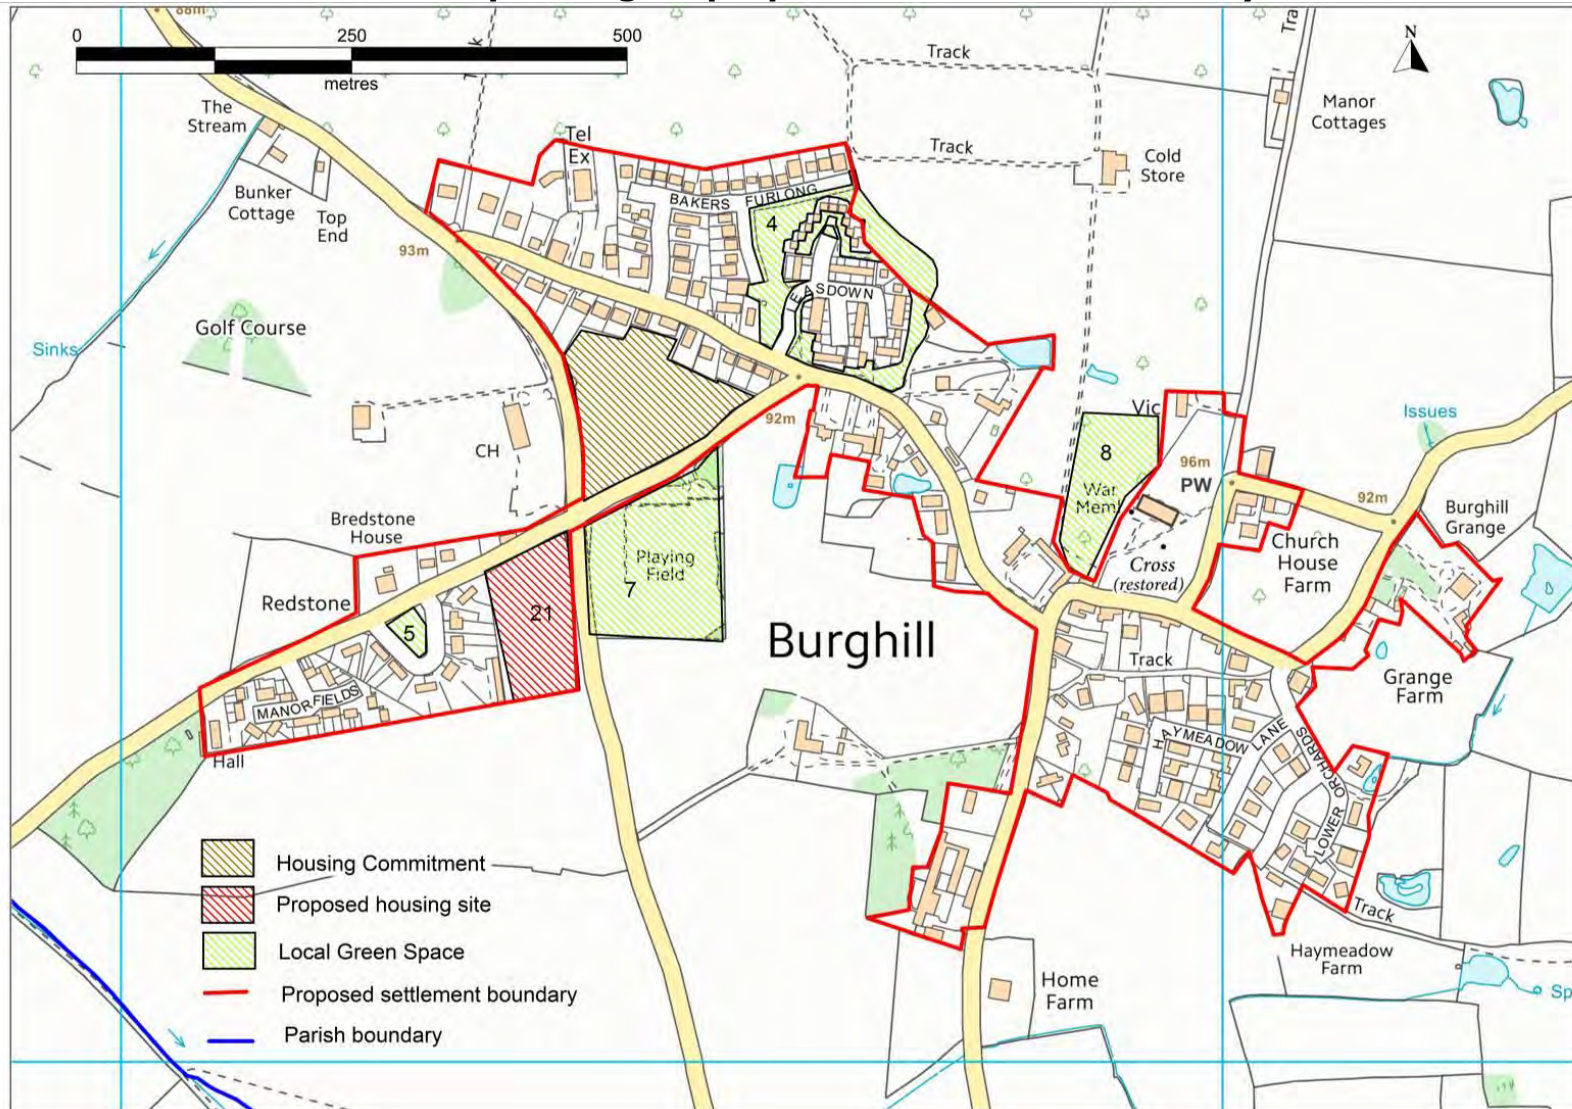 88m
0 250 500
metres
Track
Track
Track
Manor
Cottages
Cold
Store
N
The
Stream
Bunker
Cottage
Top
End
Tel
Ex
BAKERS FURLONG
4
EASDOWN
93m
Golf Course
Sinks
CH
92m
Vic
8
War
Meml
96m
PW
Cross
(restored)
Issues
92m
Burghill
Grange
Church
House
Farm
Bredstone
House
Redstone
5
21
Playing
Field
7
Burghill
Track
Grange
Farm
MANOR FIELDS
Hall
HAYMEADOW LANE
LOWER ORCHARDS
Track
Haymeadow
Farm
Home
Farm
Housing Commitment
Proposed housing site
Local Green Space
Proposed settlement boundary
Parish boundary